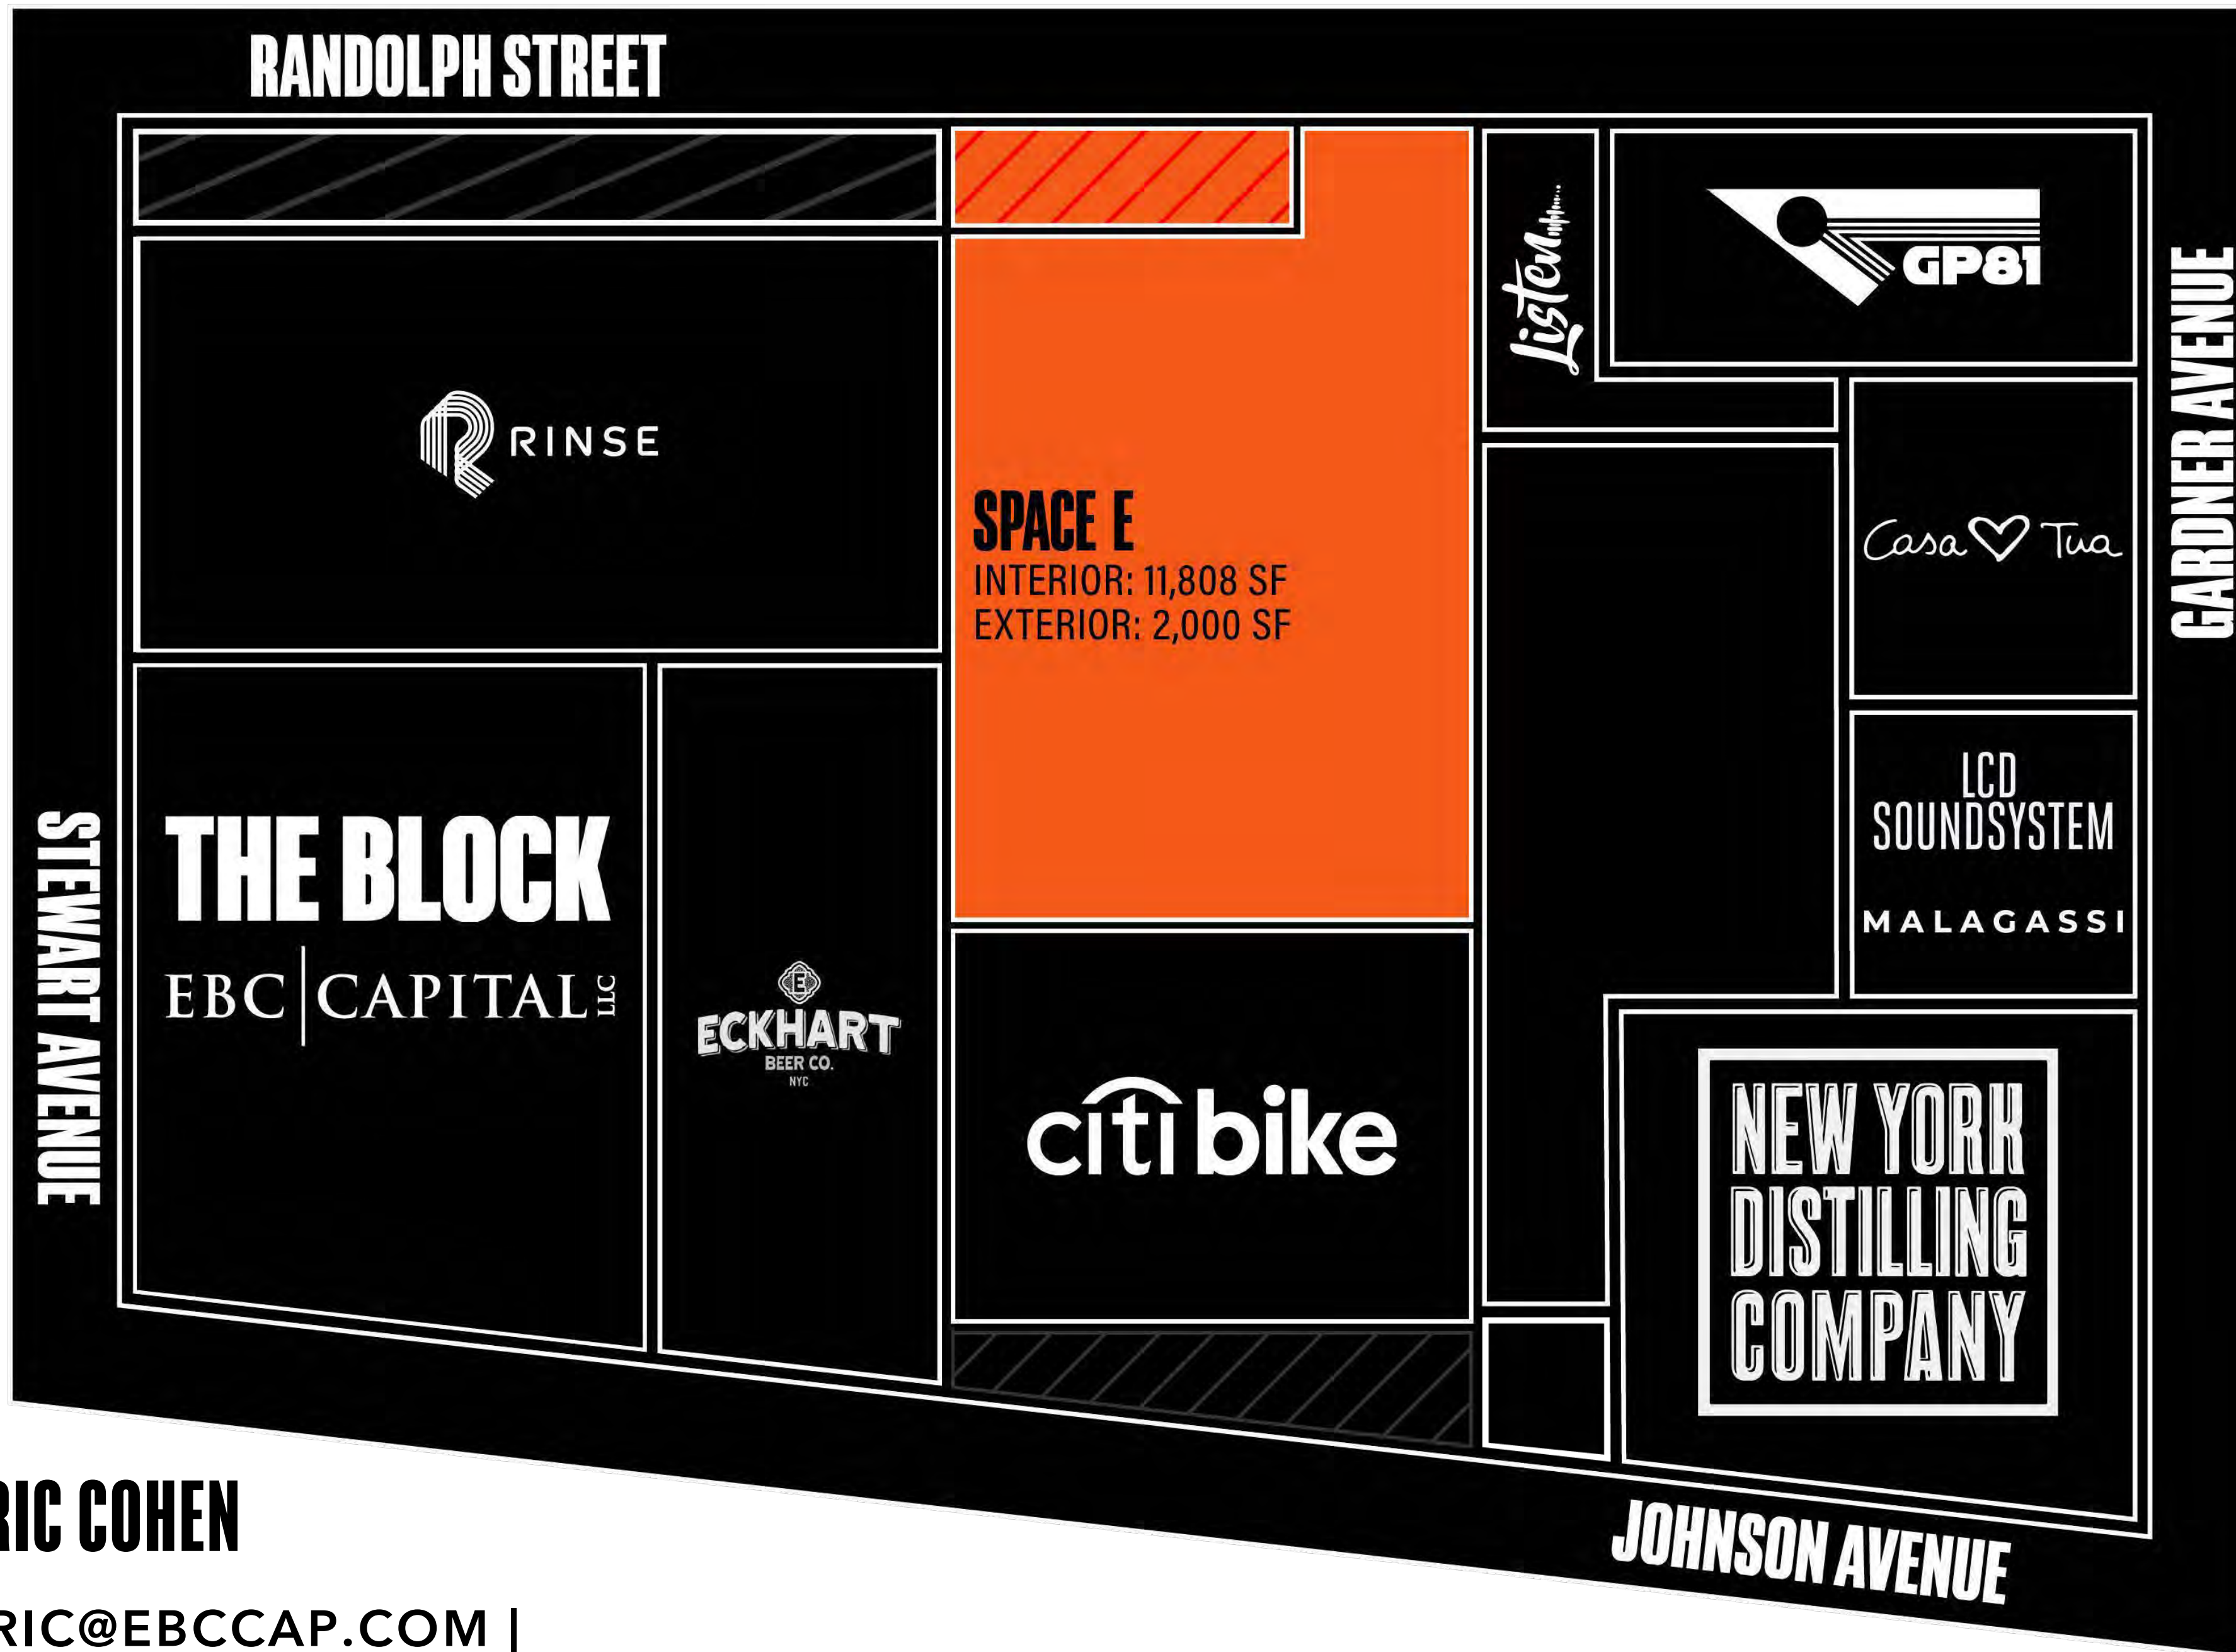 RANDOLPH STREET
Listen
GP81
GARDNER AVENUE
RINSE
SPACE E
INTERIOR: 11,808 SF
EXTERIOR: 2,000 SF
Casa Tua
LCD
SOUNDSYSTEM
MALAGASSI
STEWART AVENUE
THE BLOCK
EBC CAPITAL LLC
E
ECKHART
BEER CO.
NYC
citi bike
NEW YORK
DISTILLING
COMPANY
JOHNSON AVENUE
RIC COHEN
RIC@EBCCAP.COM |